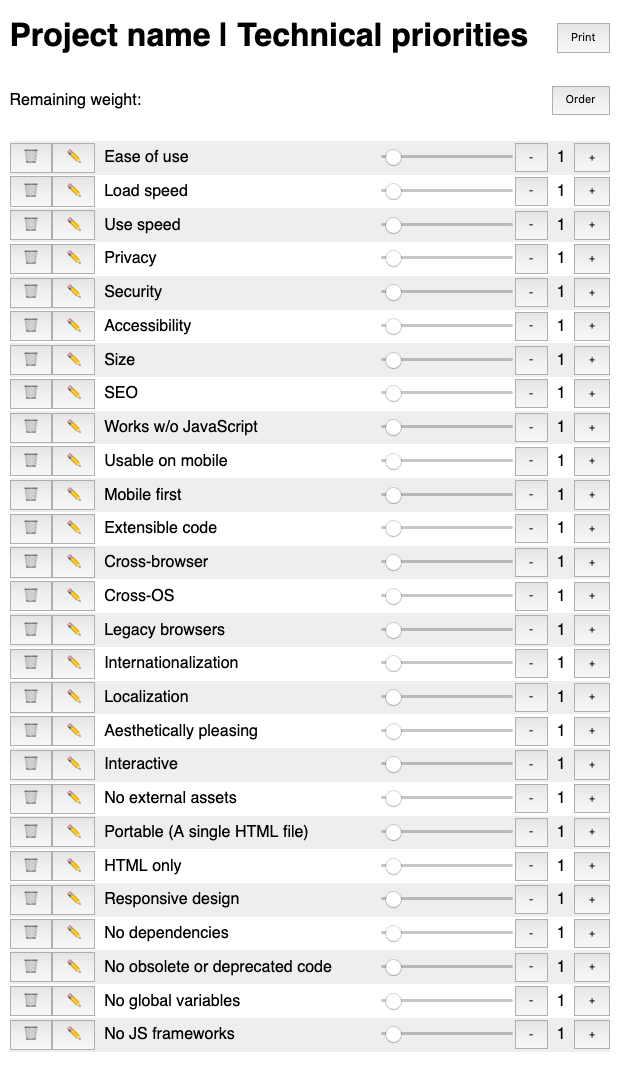 Project name | Technical priorities Print
Remaining weight: Order
Ease of use - 1 +
Load speed - 1 +
Use speed - 1 +
Privacy - 1 +
Security - 1 +
Accessibility - 1 +
Size - 1 +
SEO - 1 +
Works w/o JavaScript - 1 +
Usable on mobile - 1 +
Mobile first - 1 +
Extensible code - 1 +
Cross-browser - 1 +
Cross-OS - 1 +
Legacy browsers - 1 +
Internationalization - 1 +
Localization - 1 +
Aesthetically pleasing - 1 +
Interactive - 1 +
No external assets - 1 +
Portable (A single HTML file) - 1 +
HTML only - 1 +
Responsive design - 1 +
No dependencies - 1 +
No obsolete or deprecated code - 1 +
No global variables - 1 +
No JS frameworks - 1 +